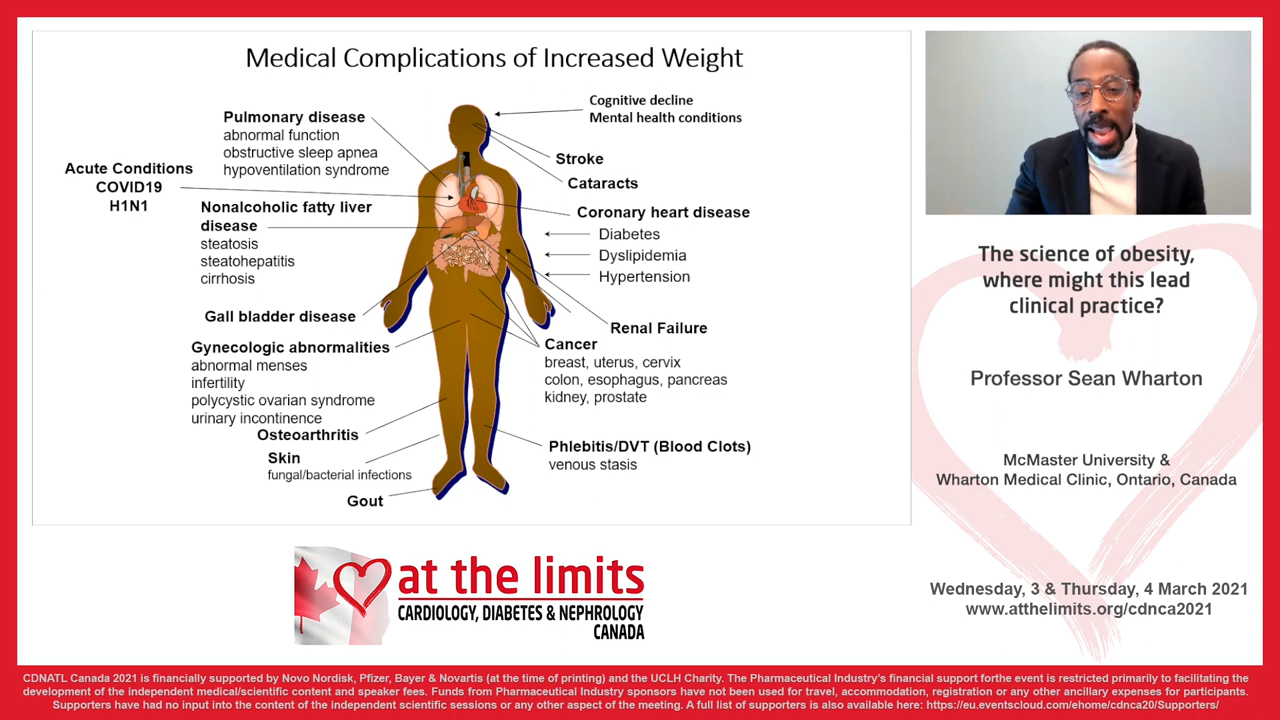 Medical Complications of Increased Weight
Pulmonary disease
abnormal function
obstructive sleep apnea
hypoventilation syndrome
Acute Conditions
COVID19
H1N1
Nonalcoholic fatty liver
disease
steatosis
steatohepatitis
cirrhosis
Gall bladder disease
Gynecologic abnormalities
abnormal menses
infertility
polycystic ovarian syndrome
urinary incontinence
Osteoarthritis
Skin
fungal/bacterial infections
Gout
Cognitive decline
Mental health conditions
Stroke
Cataracts
Coronary heart disease
Diabetes
Dyslipidemia
Hypertension
Renal Failure
Cancer
breast, uterus, cervix
colon, esophagus, pancreas
kidney, prostate
Phlebitis/DVT (Blood Clots)
venous stasis
The science of obesity,
where might this lead
clinical practice?
Professor Sean Wharton
McMaster University &
Wharton Medical Clinic, Ontario, Canada
Wednesday, 3 & Thursday, 4 March 2021
www.atthelimits.org/cdnca2021
at the limits
CARDIOLOGY, DIABETES & NEPHROLOGY
CANADA
CDNATL Canada 2021 is financially supported by Novo Nordisk, Pfizer, Bayer & Novartis (at the time of printing) and the UCLH Charity. The Pharmaceutical Industry's financial support forthe event is restricted primarily to facilitating the
development of the independent medical/scientific content and speaker fees. Funds from Pharmaceutical Industry sponsors have not been used for travel, accommodation, registration or any other ancillary expenses for participants.
Supporters have had no input into the content of the independent scientific sessions or any other aspect of the meeting. A full list of supporters is also available here: https://eu.eventscloud.com/ehome/cdnca20/Supporters/